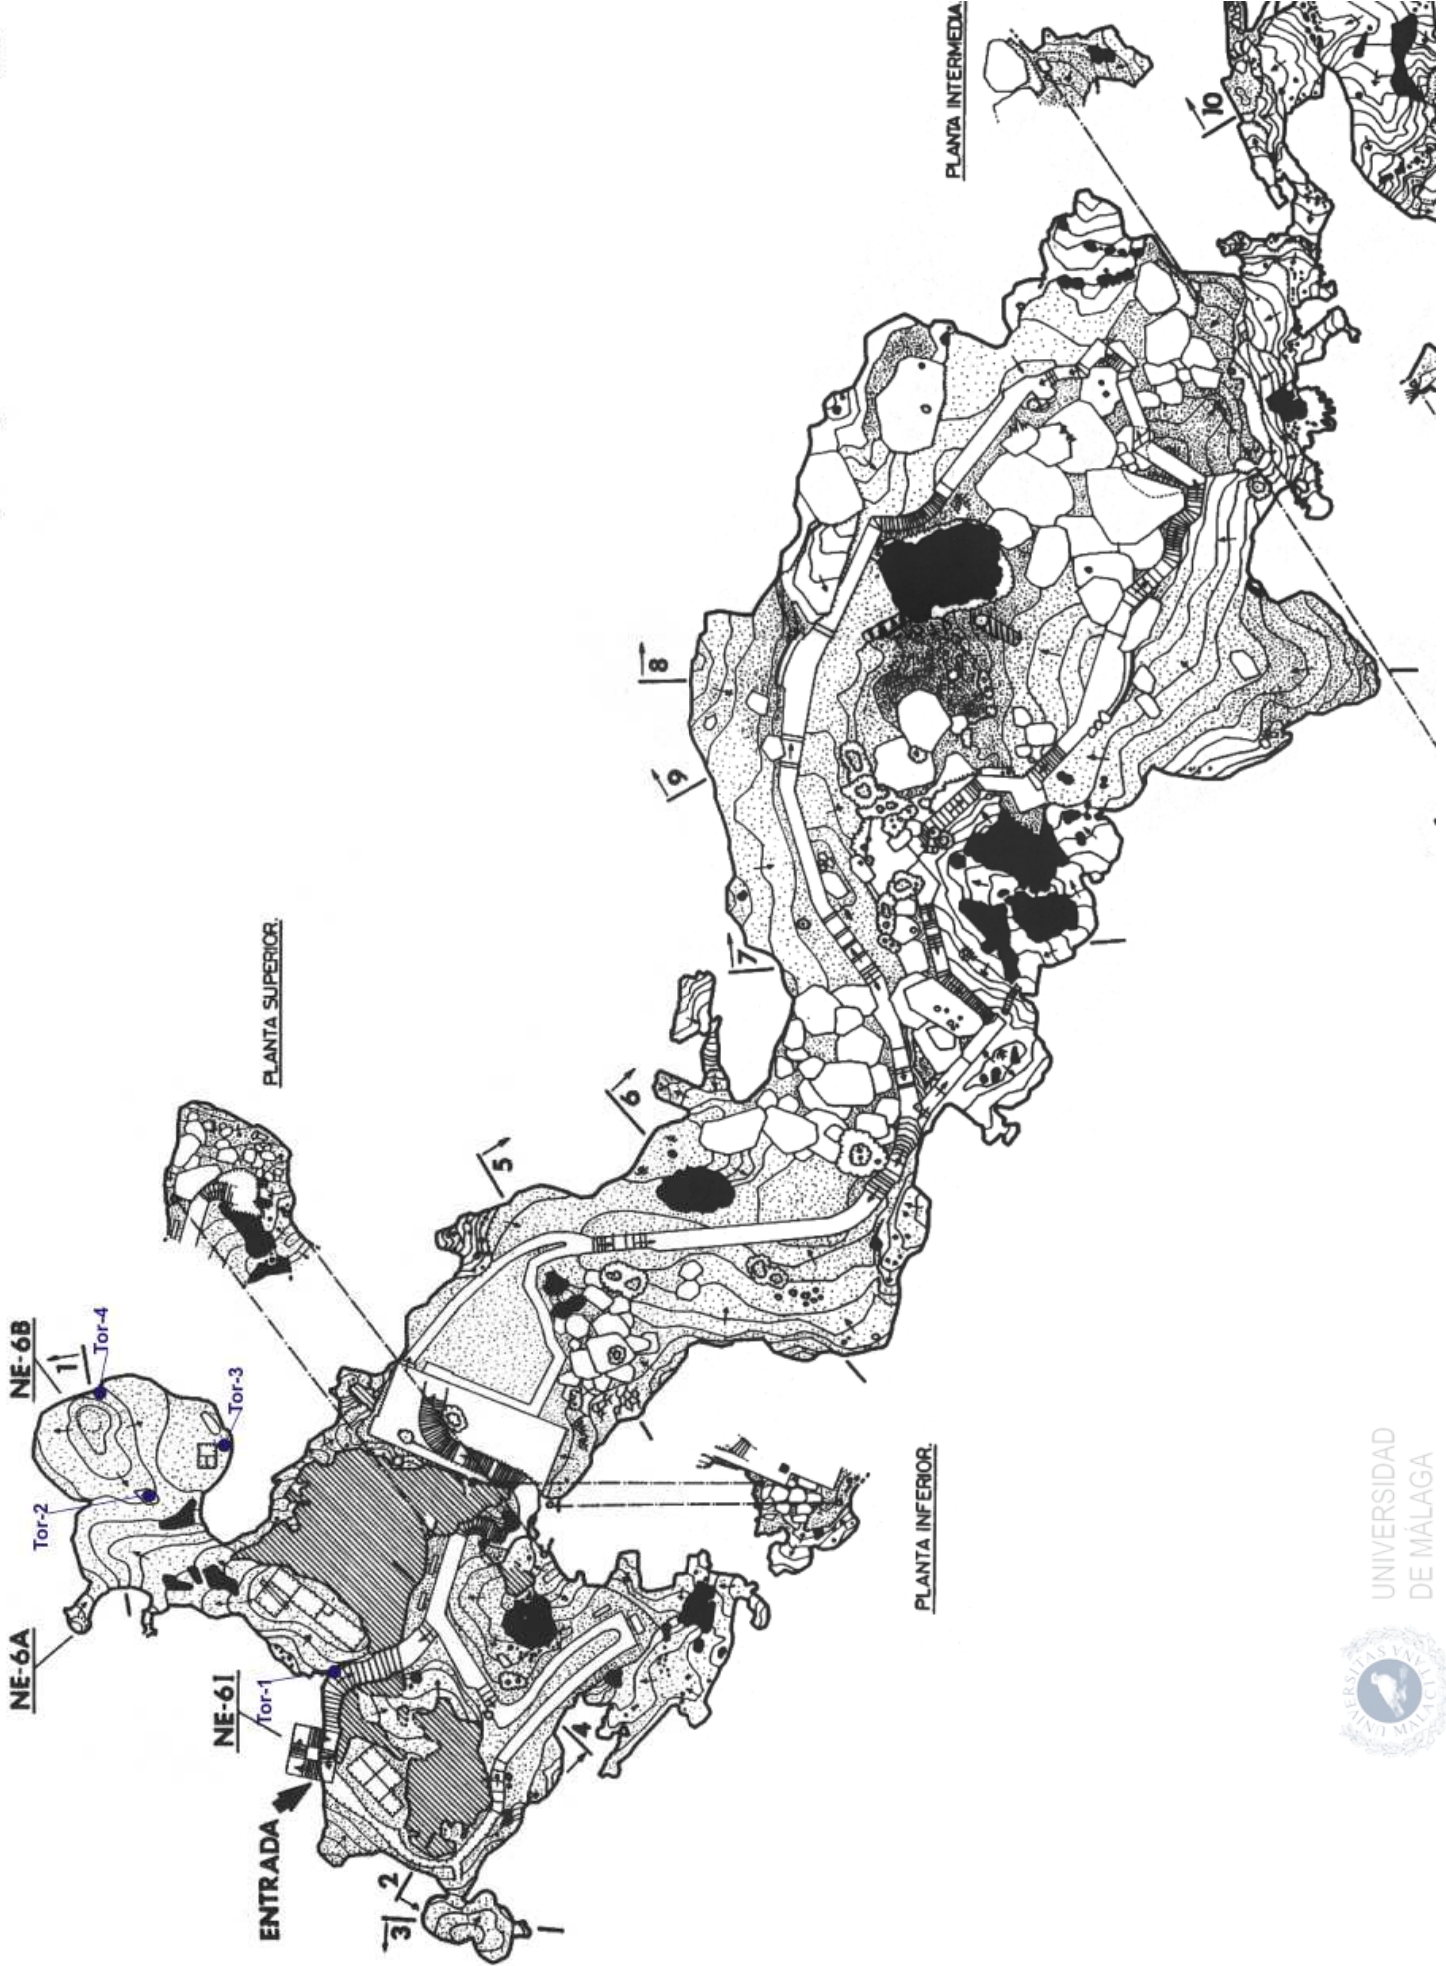 PLANTA INTERMEDIA
10
8
9
7
PLANTA SUPERIOR.
6
5
NE-6B
1
Tor-4
Tor-3
Tor-2
NE-6A
PLANTA INFERIOR.
NE-61
Tor-1
4
ENTRADA
2
3
UNIVERSIDAD
DE MÁLAGA